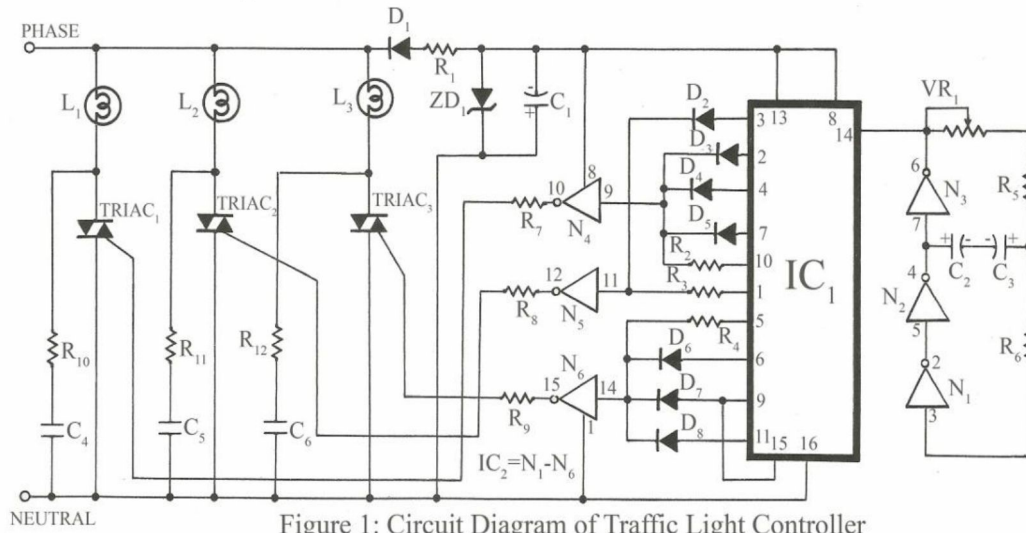 PHASE
D1
R1
L1
L2
L3
ZD1
C1
D2
D3
D4
D5
R2
R3
R4
D6
D7
D8
3
2
4
7
10
1
5
6
9
11
13
8
14
15
16
IC1
VR1
6
N3
7
R5
+ - - +
C2
C3
4
N2
5
R6
2
N1
3
TRIAC1
TRIAC2
TRIAC3
R7
10
8
9
N4
R8
12
11
N5
R9
15
14
N6
1
R10
R11
R12
C4
C5
C6
IC2=N1-N6
NEUTRAL
Figure 1: Circuit Diagram of Traffic Light Controller